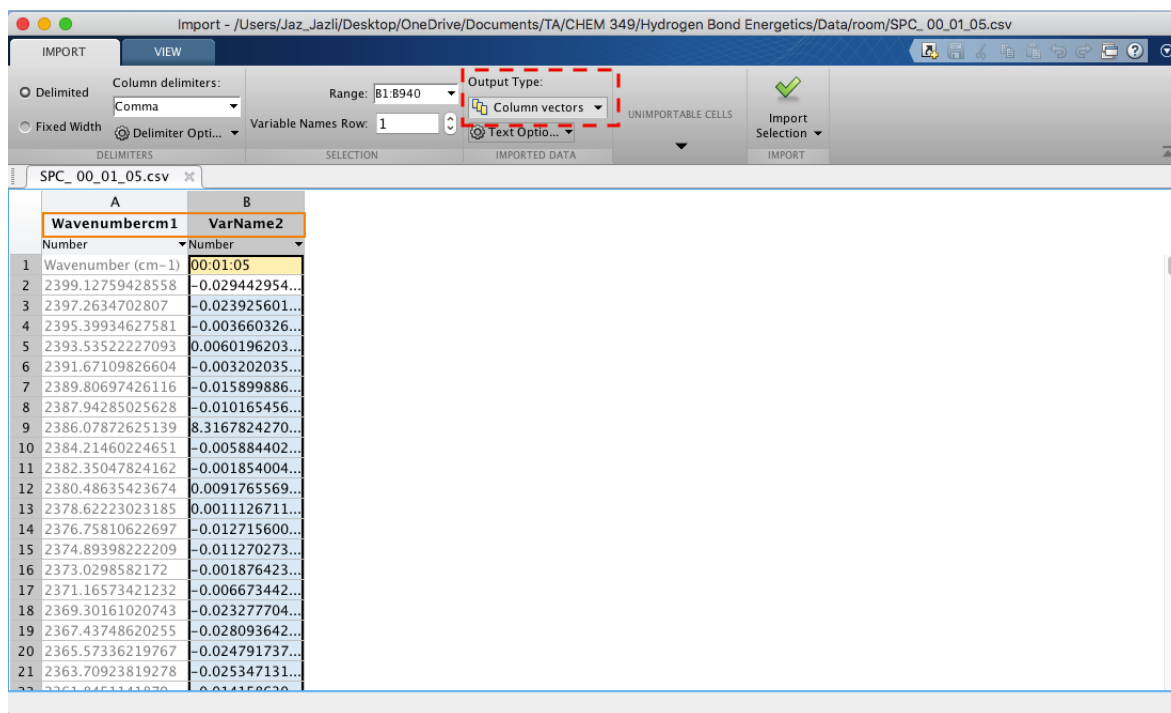 Import - /Users/Jaz_Jazli/Desktop/OneDrive/Documents/TA/CHEM 349/Hydrogen Bond Energetics/Data/room/SPC_ 00_01_05.csv
IMPORT VIEW
Delimited
Column delimiters:
Comma
Fixed Width
Delimiter Opti...
DELIMITERS
Range: B1:B940
Variable Names Row: 1
SELECTION
Output Type:
Column vectors
Text Optio...
IMPORTED DATA
UNIMPORTABLE CELLS
Import
Selection
IMPORT
SPC_ 00_01_05.csv
A B
Wavenumbercm1 VarName2
Number Number
1 Wavenumber (cm-1) 00:01:05
2 2399.12759428558 -0.029442954...
3 2397.2634702807 -0.023925601...
4 2395.39934627581 -0.003660326...
5 2393.53522227093 0.0060196203...
6 2391.67109826604 -0.003202035...
7 2389.80697426116 -0.015899886...
8 2387.94285025628 -0.010165456...
9 2386.07872625139 8.3167824270...
10 2384.21460224651 -0.005884402...
11 2382.35047824162 -0.001854004...
12 2380.48635423674 0.0091765569...
13 2378.62223023185 0.0011126711...
14 2376.75810622697 -0.012715600...
15 2374.89398222209 -0.011270273...
16 2373.0298582172 -0.001876423...
17 2371.16573421232 -0.006673442...
18 2369.30161020743 -0.023277704...
19 2367.43748620255 -0.028093642...
20 2365.57336219767 -0.024791737...
21 2363.70923819278 -0.025347131...